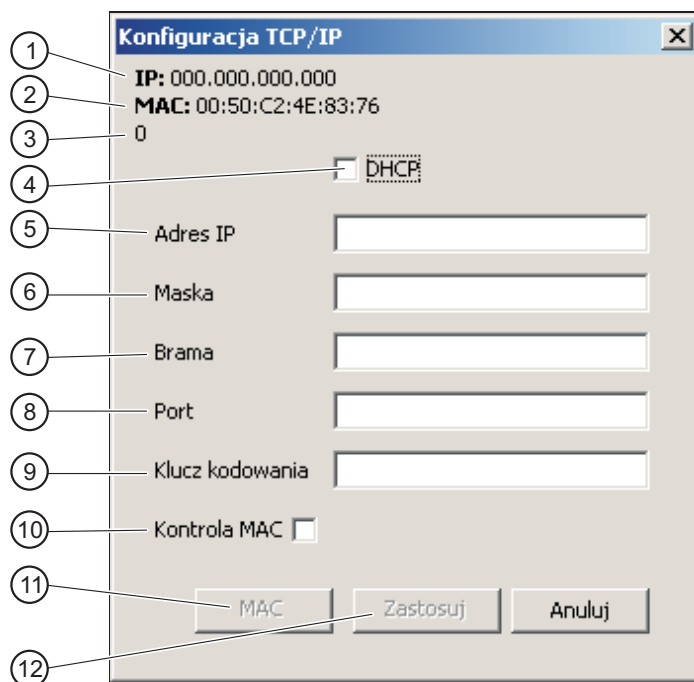 Konfiguracja TCP/IP
1 IP: 000.000.000.000
2 MAC: 00:50:C2:4E:83:76
3 0
4 DHCP
5 Adres IP
6 Maska
7 Brama
8 Port
9 Klucz kodowania
10 Kontrola MAC
11 MAC
12 Zastosuj
Anuluj